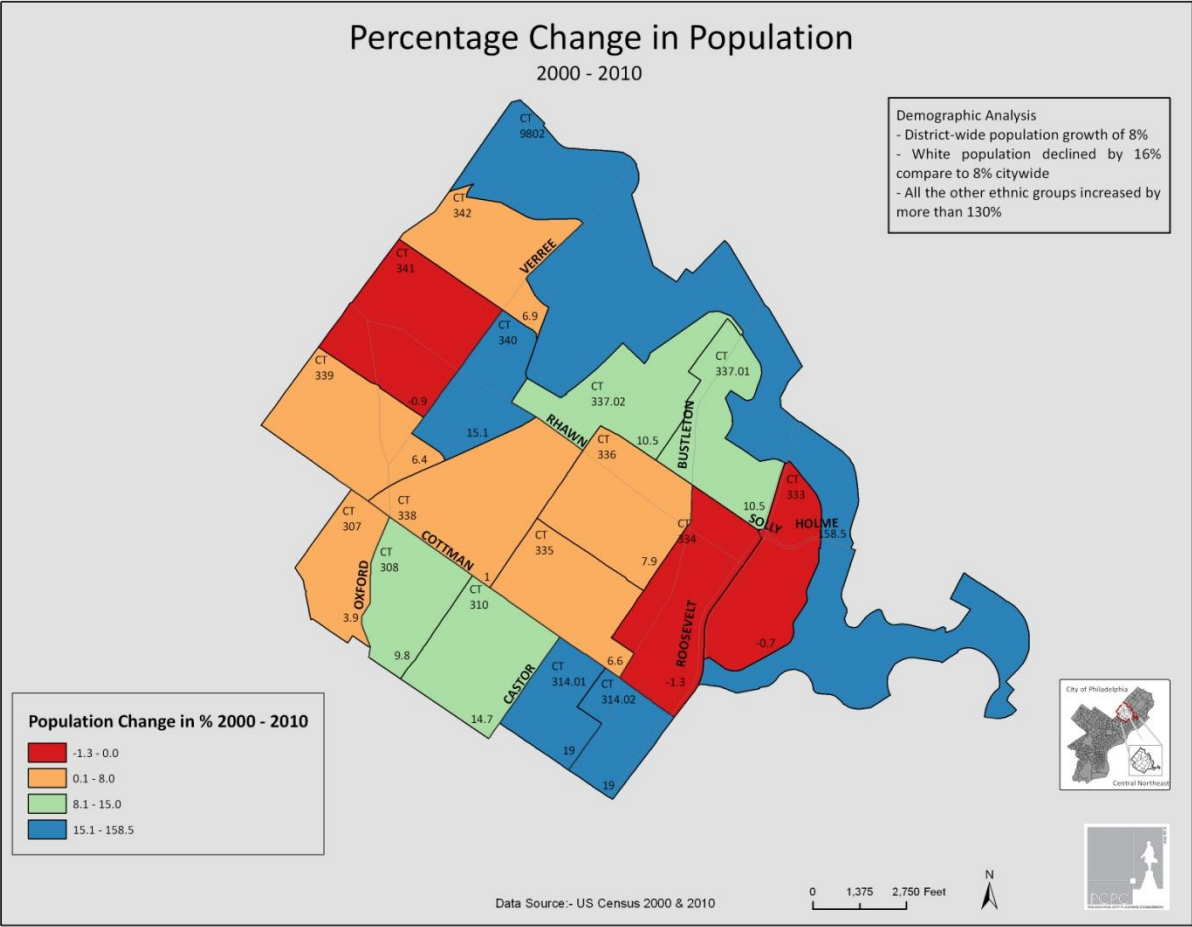 Percentage Change in Population
2000 - 2010
Demographic Analysis
- District-wide population growth of 8%
- White population declined by 16%
compare to 8% citywide
- All the other ethnic groups increased by
more than 130%
CT
9802
CT
342
VERREE
6.9
CT
341
-0.9
CT
340
15.1
CT
339
6.4
CT
337.01
CT
337.02
10.5
BUSTLETON
10.5
RHAWN
CT
336
7.9
CT
333
SOLLY
HOLME
158.5
-0.7
CT
334
ROOSEVELT
-1.3
CT
338
COTTMAN
1
CT
335
6.6
CT
307
OXFORD
3.9
CT
308
9.8
CT
310
14.7
CASTOR
CT
314.01
19
CT
314.02
19
Population Change in % 2000 - 2010
-1.3 - 0.0
0.1 - 8.0
8.1 - 15.0
15.1 - 158.5
City of Philadelphia
Central Northeast
PCPC
Data Source:- US Census 2000 & 2010
0 1,375 2,750 Feet
N